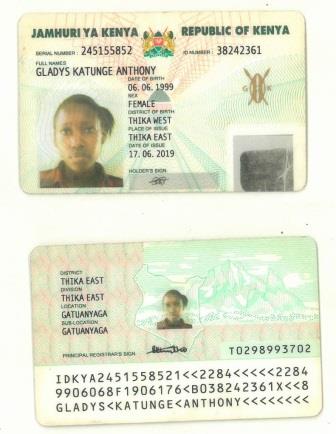 JAMHURI YA KENYA REPUBLIC OF KENYA
SERIAL NUMBER: 245155852 ID NUMBER: 38242361
FULL NAMES
GLADYS KATUNGE ANTHONY
DATE OF BIRTH
06. 06. 1999
SEX
FEMALE
DISTRICT OF BIRTH
THIKA WEST
PLACE OF ISSUE
THIKA EAST
DATE OF ISSUE
17. 06. 2019
HOLDER'S SIGN.
G K
DISTRICT
THIKA EAST
DIVISION
THIKA EAST
LOCATION
GATUANYAGA
SUB-LOCATION
GATUANYAGA
PRINCIPAL REGISTRAR'S SIGN. T0298993702
IDKYA2451558521<<2284<<<<<2284
9906068F1906176<B038242361X<<8
GLADYS<KATUNGE<ANTHONY<<<<<<<<